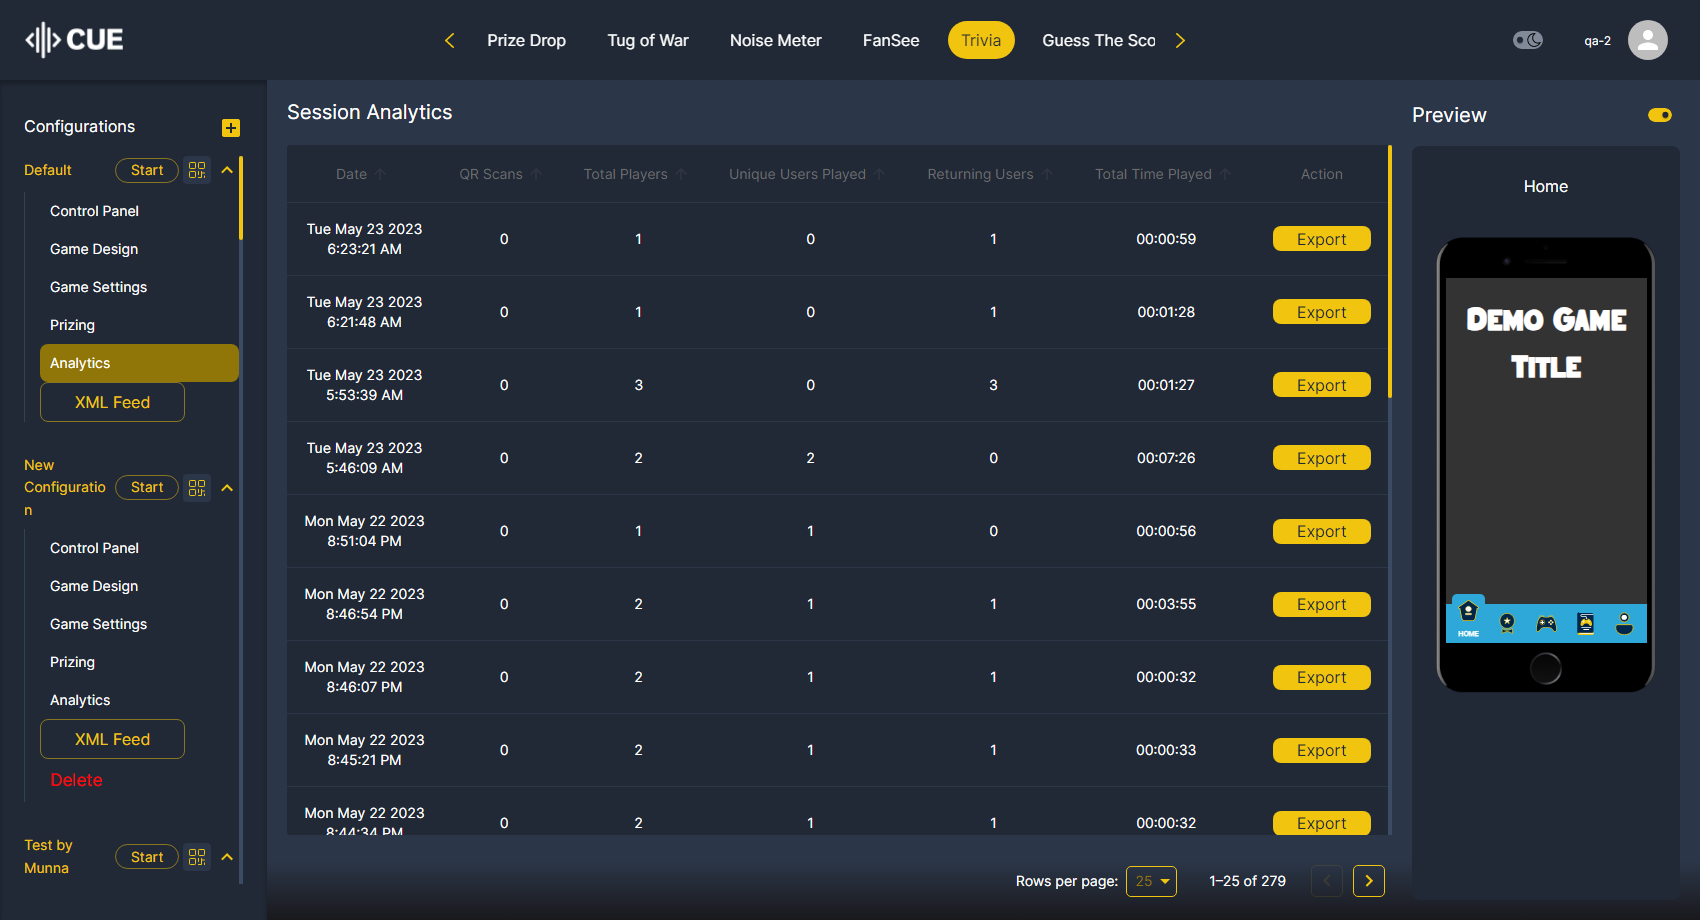 CUE
Prize Drop
Tug of War
Noise Meter
FanSee
Trivia
Guess The Sco
qa-2
Configurations
Default
Start
Control Panel
Game Design
Game Settings
Prizing
Analytics
XML Feed
New
Configuratio
n
Start
Control Panel
Game Design
Game Settings
Prizing
Analytics
XML Feed
Delete
Test by
Munna
Start
Session Analytics
Date QR Scans Total Players Unique Users Played Returning Users Total Time Played Action
Tue May 23 2023
6:23:21 AM 0 1 0 1 00:00:59 Export
Tue May 23 2023
6:21:48 AM 0 1 0 1 00:01:28 Export
Tue May 23 2023
5:53:39 AM 0 3 0 3 00:01:27 Export
Tue May 23 2023
5:46:09 AM 0 2 2 0 00:07:26 Export
Mon May 22 2023
8:51:04 PM 0 1 1 0 00:00:56 Export
Mon May 22 2023
8:46:54 PM 0 2 1 1 00:03:55 Export
Mon May 22 2023
8:46:07 PM 0 2 1 1 00:00:32 Export
Mon May 22 2023
8:45:21 PM 0 2 1 1 00:00:33 Export
Mon May 22 2023
8:44:34 PM 0 2 1 1 00:00:32 Export
Rows per page: 25 1–25 of 279
Preview
Home
DEMO GAME
TITLE
HOME